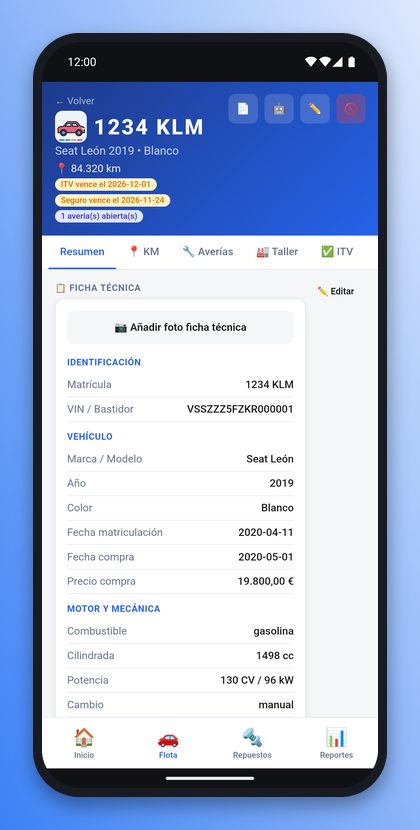 12:00
← Volver
1234 KLM
Seat León 2019 • Blanco
📍 84.320 km
ITV vence el 2026-12-01
Seguro vence el 2026-11-24
1 avería(s) abierta(s)
Resumen 📍 KM 🔧 Averías 🏭 Taller ✅ ITV
📋 FICHA TÉCNICA ✏️ Editar
📷 Añadir foto ficha técnica
IDENTIFICACIÓN
Matrícula 1234 KLM
VIN / Bastidor VSSZZZ5FZKR000001
VEHÍCULO
Marca / Modelo Seat León
Año 2019
Color Blanco
Fecha matriculación 2020-04-11
Fecha compra 2020-05-01
Precio compra 19.800,00 €
MOTOR Y MECÁNICA
Combustible gasolina
Cilindrada 1498 cc
Potencia 130 CV / 96 kW
Cambio manual
Inicio Flota Repuestos Reportes